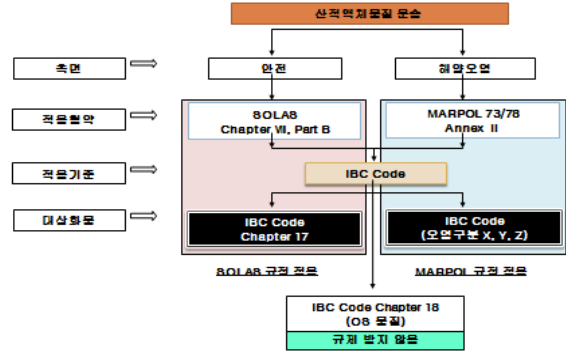 산적액체물질 운송
측면
안전
해양오염
적용협약
SOLAS
Chapter Ⅶ, Part B
MARPOL 73/78
Annex Ⅱ
적용기준
IBC Code
대상화물
IBC Code
Chapter 17
IBC Code
(오염구분 X, Y, Z)
SOLAS 규정 적용
MARPOL 규정 적용
IBC Code Chapter 18
(OS 물질)
규제 받지 않음